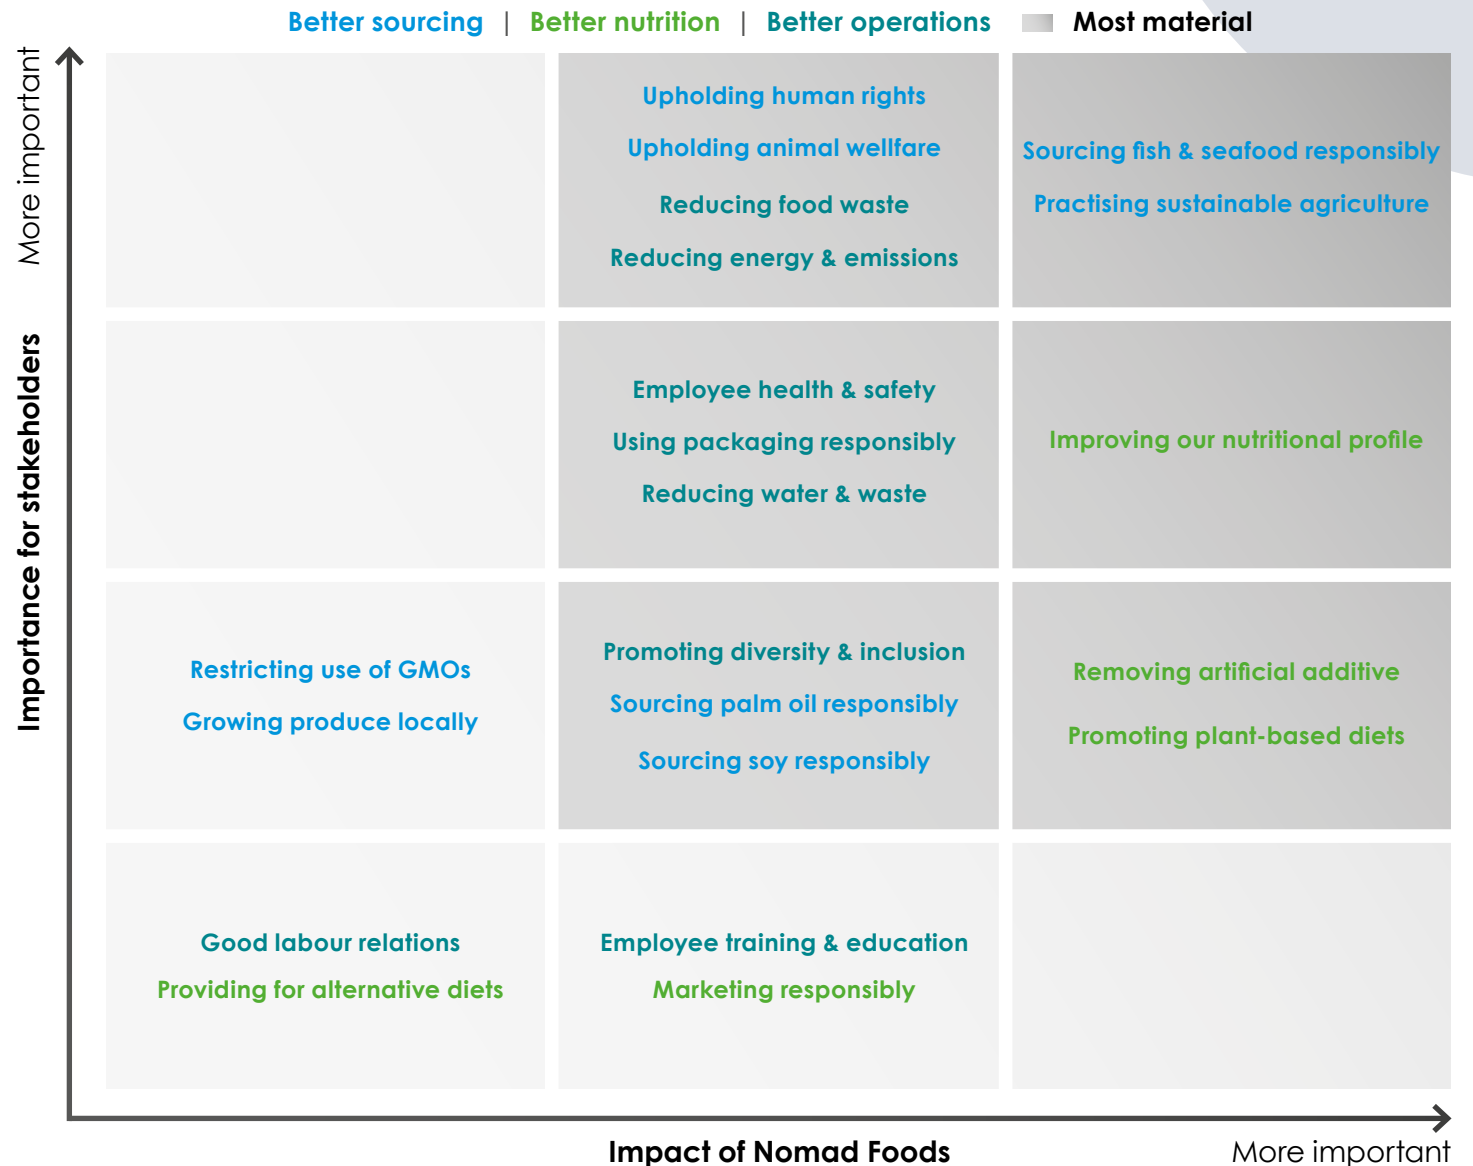 Better sourcing | Better nutrition | Better operations Most material
More important
Importance for stakeholders
Upholding human rights
Upholding animal wellfare
Reducing food waste
Reducing energy & emissions
Sourcing fish & seafood responsibly
Practising sustainable agriculture
Employee health & safety
Using packaging responsibly
Reducing water & waste
Improving our nutritional profile
Restricting use of GMOs
Growing produce locally
Promoting diversity & inclusion
Sourcing palm oil responsibly
Sourcing soy responsibly
Removing artificial additive
Promoting plant-based diets
Good labour relations
Providing for alternative diets
Employee training & education
Marketing responsibly
Impact of Nomad Foods
More important